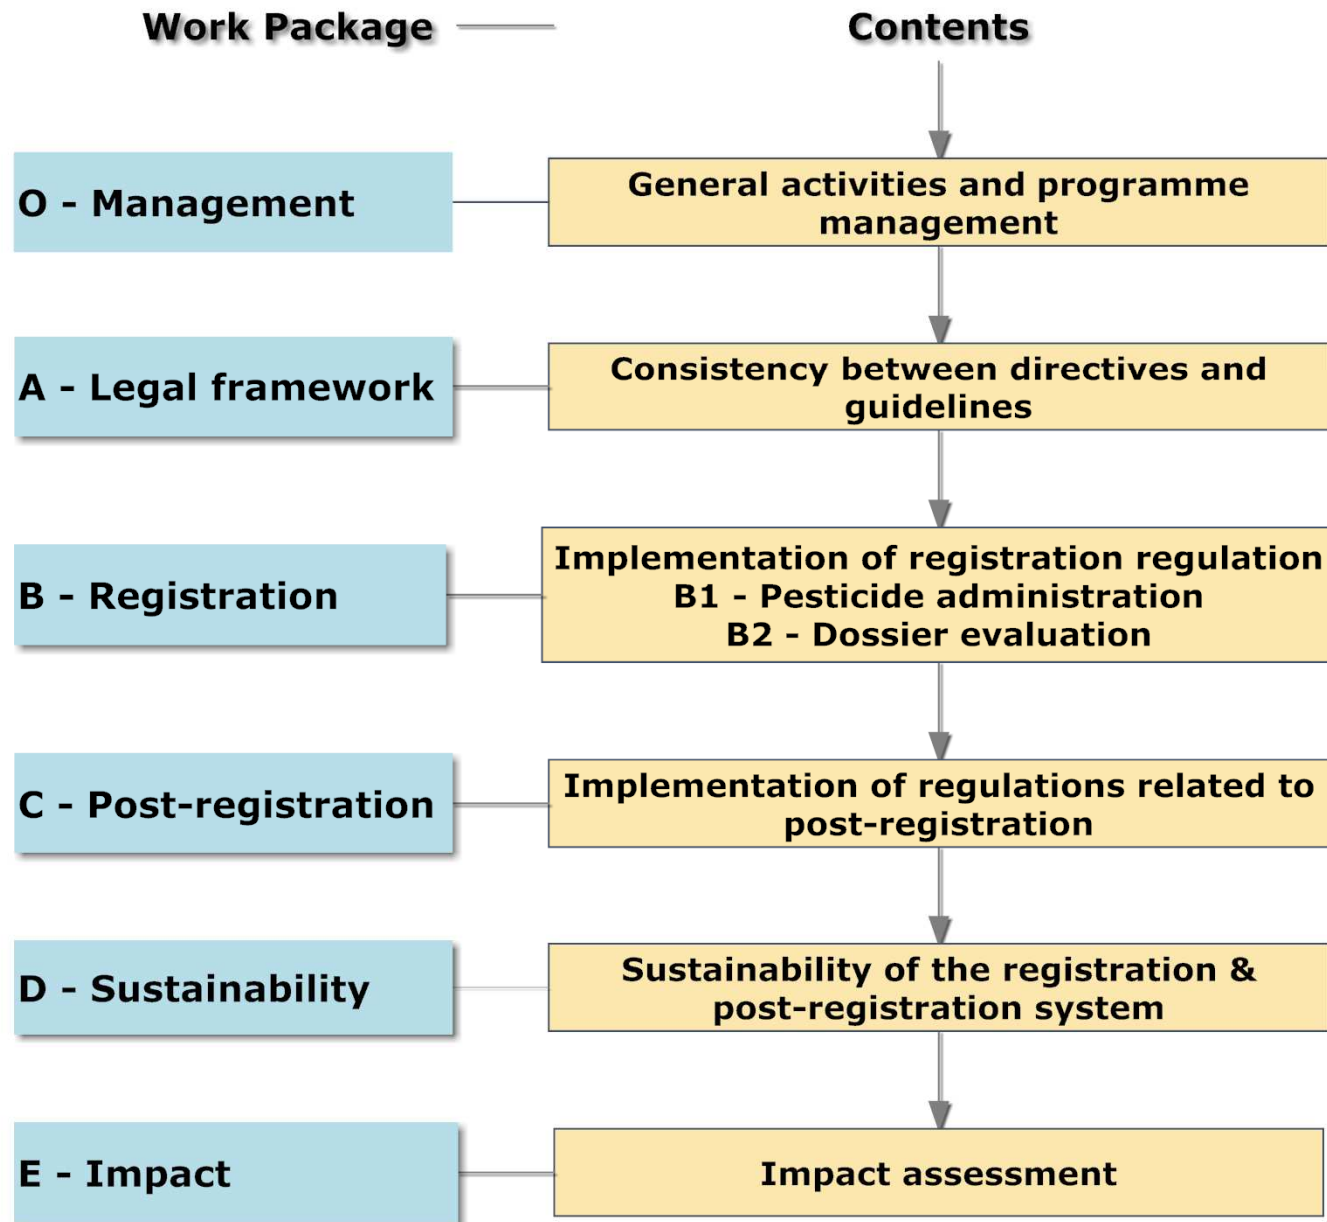 Work Package
Contents
O - Management
General activities and programme
management
A - Legal framework
Consistency between directives and
guidelines
B - Registration
Implementation of registration regulation
B1 - Pesticide administration
B2 - Dossier evaluation
C - Post-registration
Implementation of regulations related to
post-registration
D - Sustainability
Sustainability of the registration &
post-registration system
E - Impact
Impact assessment